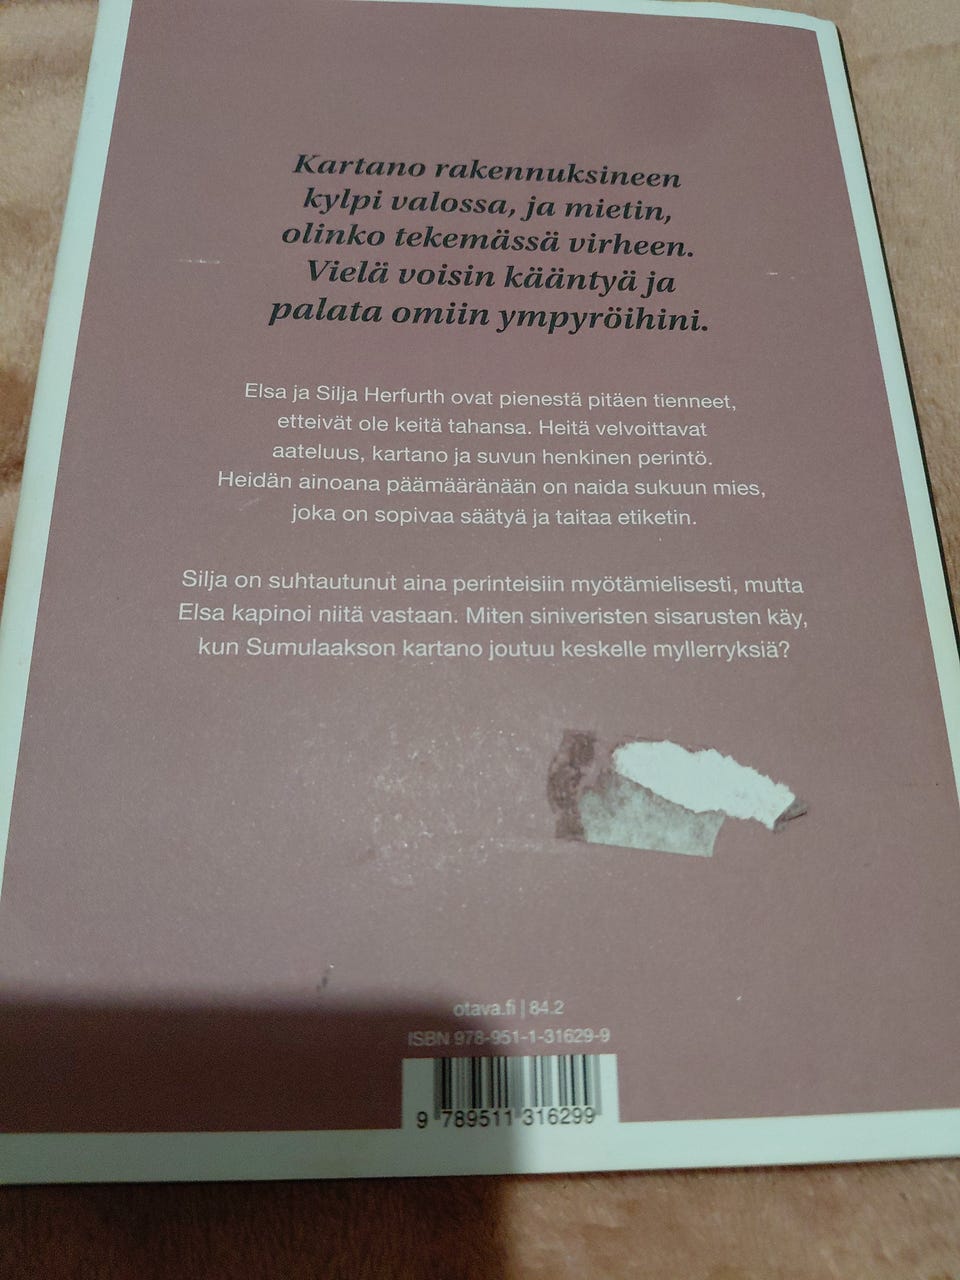 Kartano rakennuksineen
kylpi valossa, ja mietin,
olinko tekemässä virheen.
Vielä voisin kääntyä ja
palata omiin ympyröihini.
Elsa ja Silja Herfurth ovat pienestä pitäen tienneet,
etteivät ole keitä tahansa. Heitä velvoittavat
aateluus, kartano ja suvun henkinen perintö.
Heidän ainoana päämääränään on naida sukuun mies,
joka on sopivaa säätyä ja taitaa etiketin.
Silja on suhtautunut aina perinteisiin myötämielisesti, mutta
Elsa kapinoi niitä vastaan. Miten siniveristen sisarusten käy,
kun Sumulaakson kartano joutuu keskelle myllerryksiä?
otava.fi | 84.2
ISBN 978-951-1-31629-9
9 789511 316299